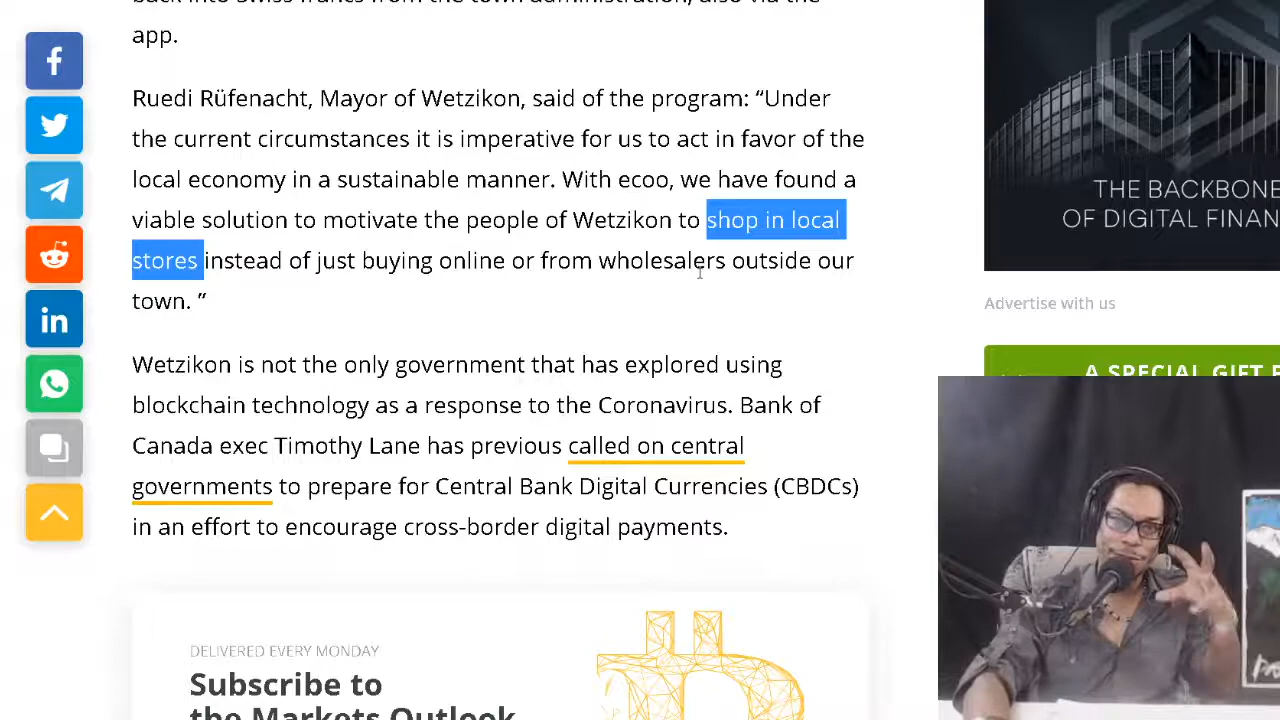 app.
Ruedi Rüfenacht, Mayor of Wetzikon, said of the program: “Under
the current circumstances it is imperative for us to act in favor of the
local economy in a sustainable manner. With ecoo, we have found a
viable solution to motivate the people of Wetzikon to shop in local
stores instead of just buying online or from wholesalers outside our
town. ”
Wetzikon is not the only government that has explored using
blockchain technology as a response to the Coronavirus. Bank of
Canada exec Timothy Lane has previous called on central
governments to prepare for Central Bank Digital Currencies (CBDCs)
in an effort to encourage cross-border digital payments.
DELIVERED EVERY MONDAY
Subscribe to
the Markets Outlook
THE BACKBONE
OF DIGITAL FINAN
Advertise with us
A SPECIAL GIFT F